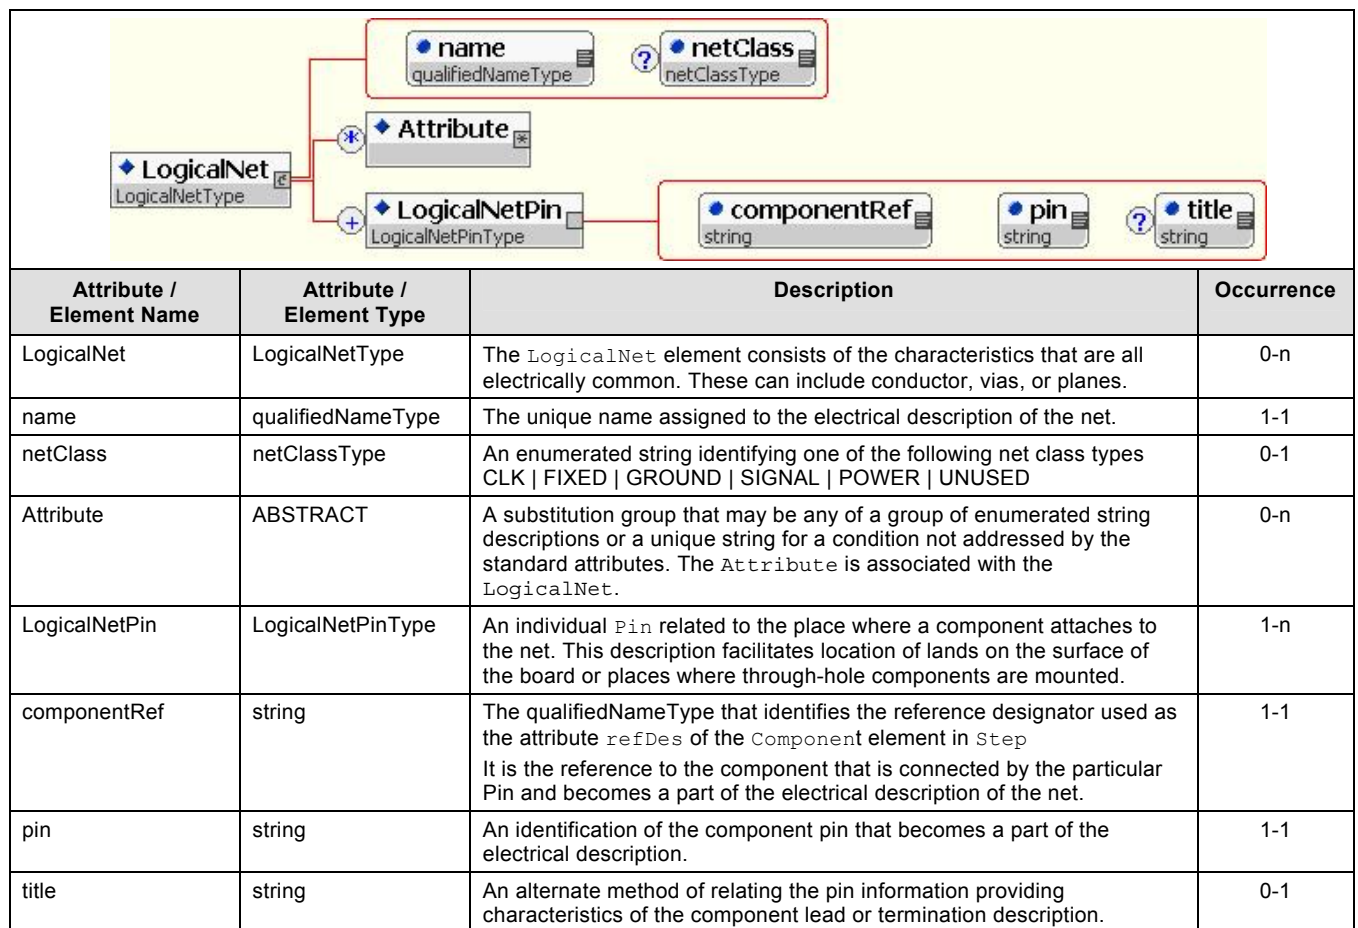 name
qualifiedNameType
?
netClass
netClassType
*
Attribute
*
LogicalNet
LogicalNetType
+
LogicalNetPin
LogicalNetPinType
componentRef
string
pin
string
?
title
string
Attribute /
Element Name
Attribute /
Element Type
Description
Occurrence
LogicalNet
LogicalNetType
The LogicalNet element consists of the characteristics that are all
electrically common. These can include conductor, vias, or planes.
0-n
name
qualifiedNameType
The unique name assigned to the electrical description of the net.
1-1
netClass
netClassType
An enumerated string identifying one of the following net class types
CLK | FIXED | GROUND | SIGNAL | POWER | UNUSED
0-1
Attribute
ABSTRACT
A substitution group that may be any of a group of enumerated string
descriptions or a unique string for a condition not addressed by the
standard attributes. The Attribute is associated with the
LogicalNet.
0-n
LogicalNetPin
LogicalNetPinType
An individual Pin related to the place where a component attaches to
the net. This description facilitates location of lands on the surface of
the board or places where through-hole components are mounted.
1-n
componentRef
string
The qualifiedNameType that identifies the reference designator used as
the attribute refDes of the Component element in Step
It is the reference to the component that is connected by the particular
Pin and becomes a part of the electrical description of the net.
1-1
pin
string
An identification of the component pin that becomes a part of the
electrical description.
1-1
title
string
An alternate method of relating the pin information providing
characteristics of the component lead or termination description.
0-1